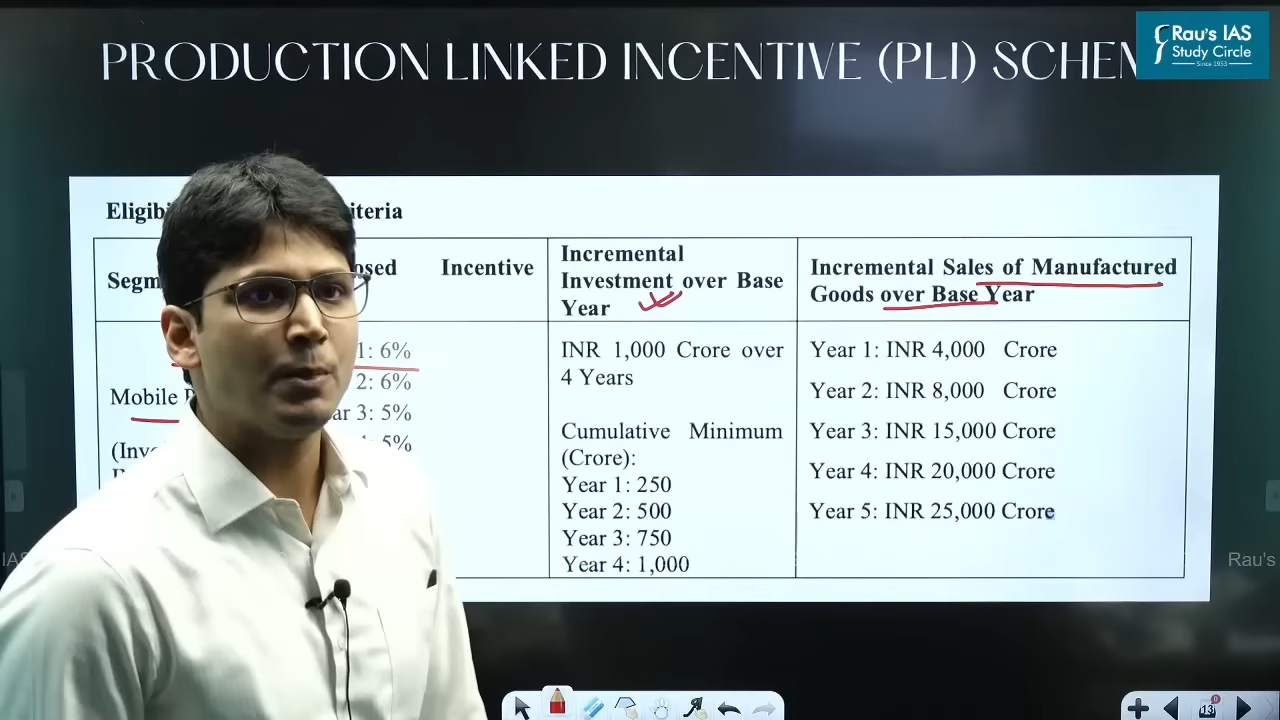 PRODUCTION LINKED INCENTIVE (PLI) SCHEM
Rau's IAS
Study Circle
Since 1953
Eligibi iteria
Segm osed Incentive
Incremental
Investment over Base
Year
Incremental Sales of Manufactured
Goods over Base Year
1: 6%
2: 6%
ar 3: 5%
5%
Mobile P
(Inv
INR 1,000 Crore over
4 Years
Cumulative Minimum
(Crore):
Year 1: 250
Year 2: 500
Year 3: 750
Year 4: 1,000
Year 1: INR 4,000 Crore
Year 2: INR 8,000 Crore
Year 3: INR 15,000 Crore
Year 4: INR 20,000 Crore
Year 5: INR 25,000 Crore
IAS
Rau's
13